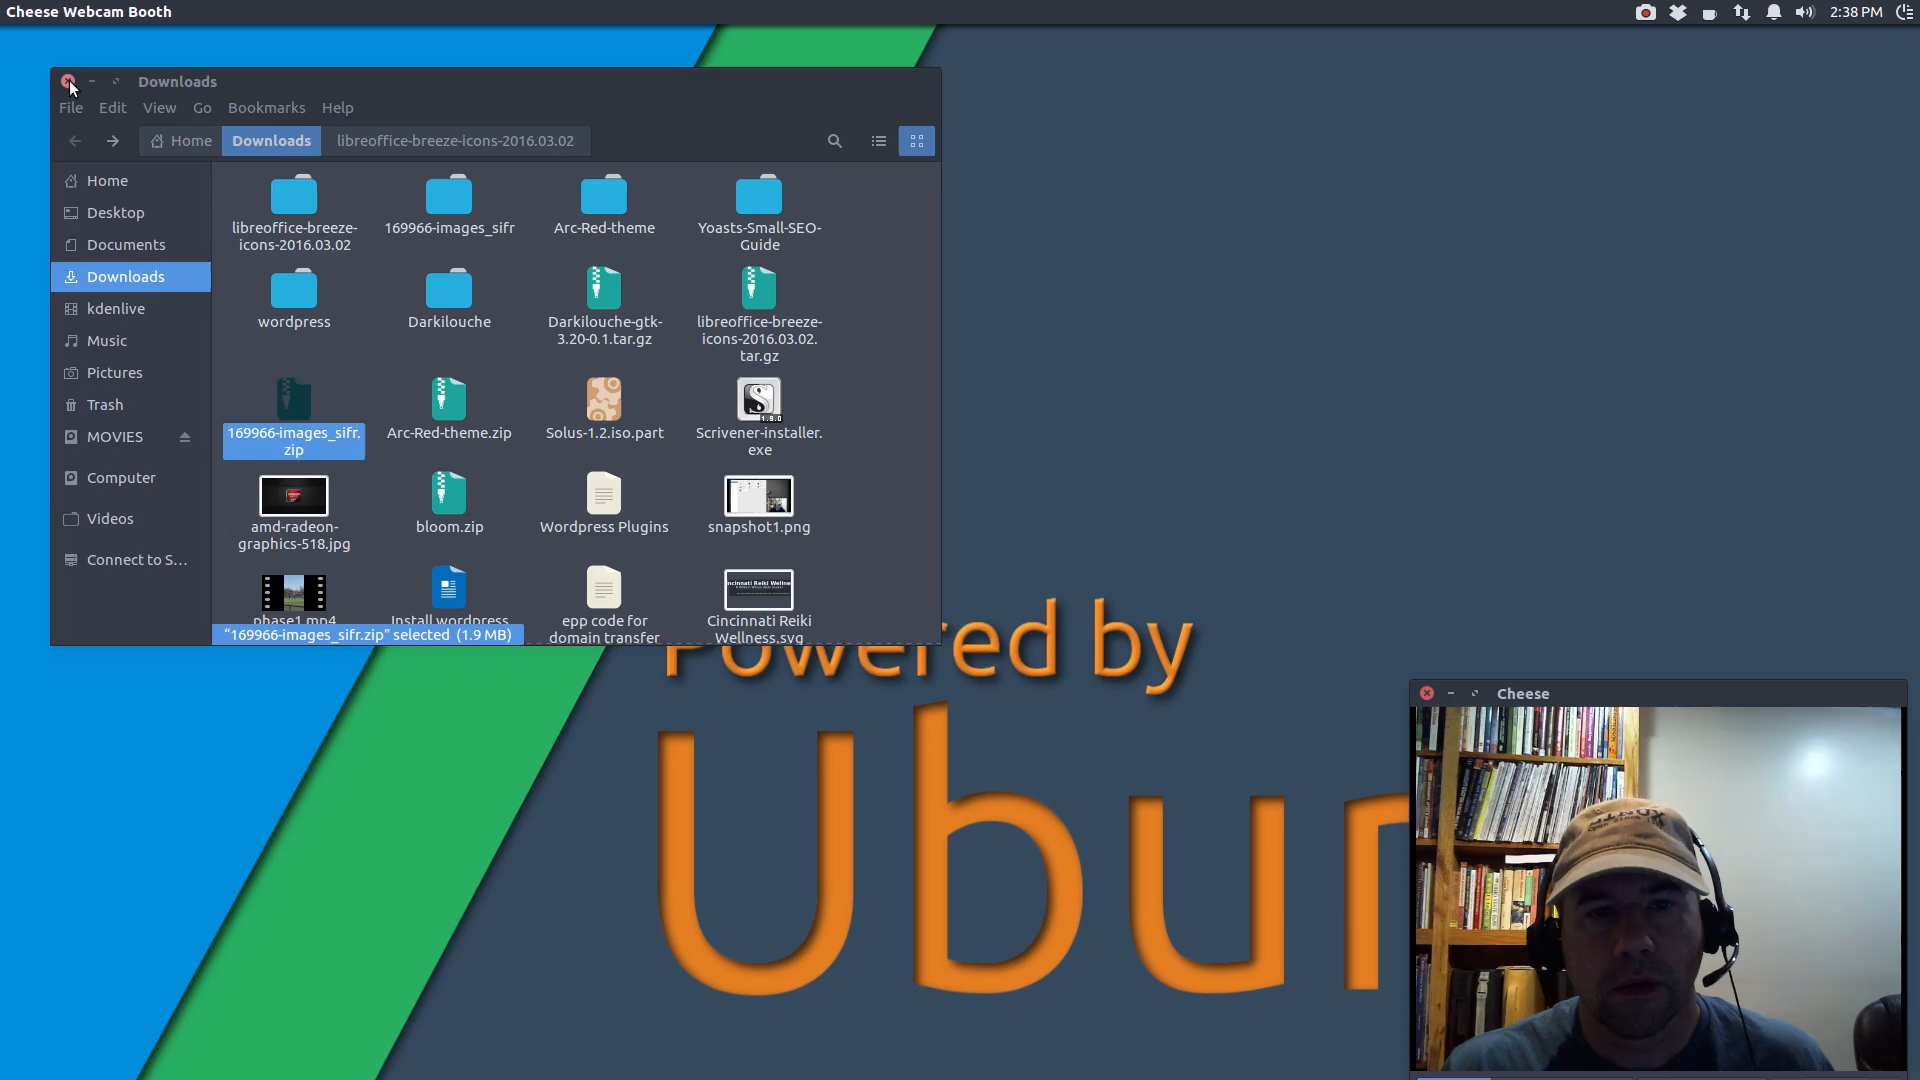 Cheese Webcam Booth
2:38 PM
Downloads
File Edit View Go Bookmarks Help
Home Downloads libreoffice-breeze-icons-2016.03.02
Home
Desktop
Documents
Downloads
kdenlive
Music
Pictures
Trash
MOVIES
Computer
Videos
Connect to S...
libreoffice-breeze-
icons-2016.03.02
169966-images_sifr
Arc-Red-theme
Yoasts-Small-SEO-
Guide
wordpress
Darkilouche
Darkilouche-gtk-
3.20-0.1.tar.gz
libreoffice-breeze-
icons-2016.03.02.
tar.gz
169966-images_sifr.
zip
Arc-Red-theme.zip
Solus-1.2.iso.part
1.9.0
Scrivener-installer.
exe
amd-radeon-
graphics-518.jpg
bloom.zip
Wordpress Plugins
snapshot1.png
phase1.mp4
Install wordpress
epp code for
domain transfer
Cincinnati Reiki
Wellness.svg
"169966-images_sifr.zip" selected (1.9 MB)
Powered by
Ubun
Cheese